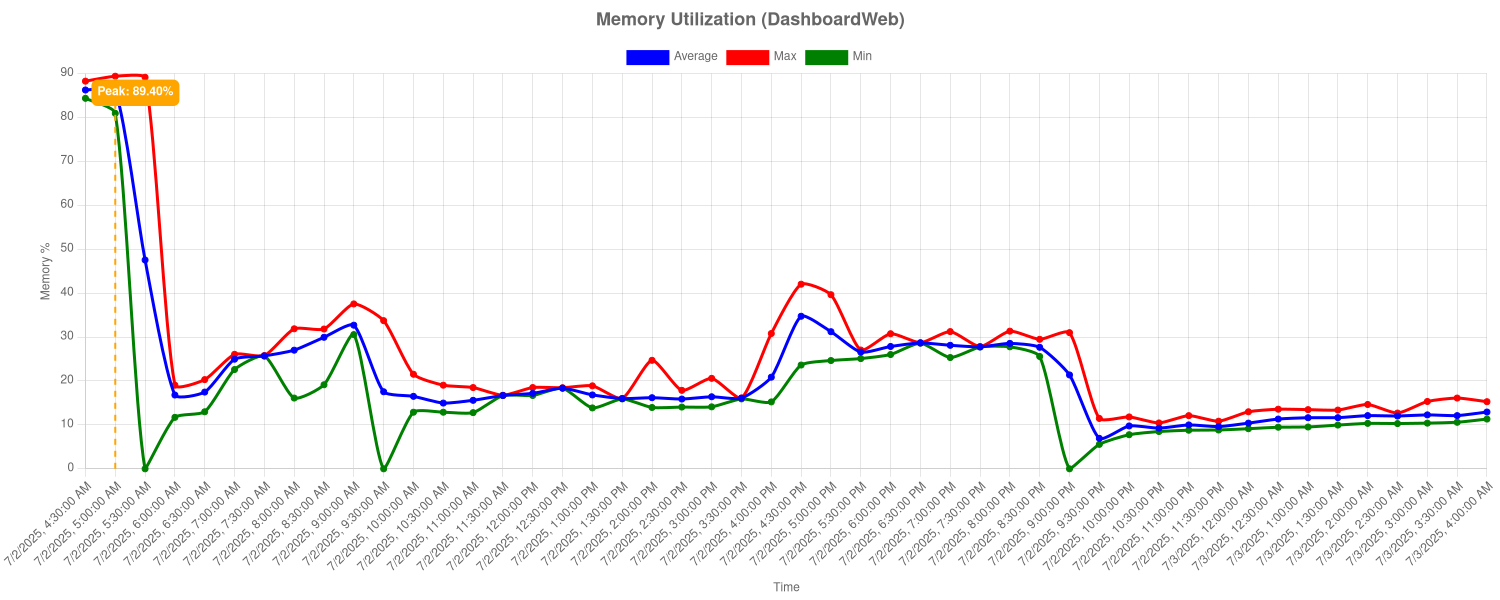 Memory Utilization (DashboardWeb)
Average Max Min
90
Peak: 89.40%
80
70
60
50
40
30
20
10
0
Memory %
7/2/2025, 4:30:00 AM
7/2/2025, 5:00:00 AM
7/2/2025, 5:30:00 AM
7/2/2025, 6:00:00 AM
7/2/2025, 6:30:00 AM
7/2/2025, 7:00:00 AM
7/2/2025, 7:30:00 AM
7/2/2025, 8:00:00 AM
7/2/2025, 8:30:00 AM
7/2/2025, 9:00:00 AM
7/2/2025, 9:30:00 AM
7/2/2025, 10:00:00 AM
7/2/2025, 10:30:00 AM
7/2/2025, 11:00:00 AM
7/2/2025, 11:30:00 AM
7/2/2025, 12:00:00 PM
7/2/2025, 12:30:00 PM
7/2/2025, 1:00:00 PM
7/2/2025, 1:30:00 PM
7/2/2025, 2:00:00 PM
7/2/2025, 2:30:00 PM
7/2/2025, 3:00:00 PM
7/2/2025, 3:30:00 PM
7/2/2025, 4:00:00 PM
7/2/2025, 4:30:00 PM
7/2/2025, 5:00:00 PM
7/2/2025, 5:30:00 PM
7/2/2025, 6:00:00 PM
7/2/2025, 6:30:00 PM
7/2/2025, 7:00:00 PM
7/2/2025, 7:30:00 PM
7/2/2025, 8:00:00 PM
7/2/2025, 8:30:00 PM
7/2/2025, 9:00:00 PM
7/2/2025, 9:30:00 PM
7/2/2025, 10:00:00 PM
7/2/2025, 10:30:00 PM
7/2/2025, 11:00:00 PM
7/2/2025, 11:30:00 PM
7/3/2025, 12:00:00 AM
7/3/2025, 12:30:00 AM
7/3/2025, 1:00:00 AM
7/3/2025, 1:30:00 AM
7/3/2025, 2:00:00 AM
7/3/2025, 2:30:00 AM
7/3/2025, 3:00:00 AM
7/3/2025, 3:30:00 AM
7/3/2025, 4:00:00 AM
Time